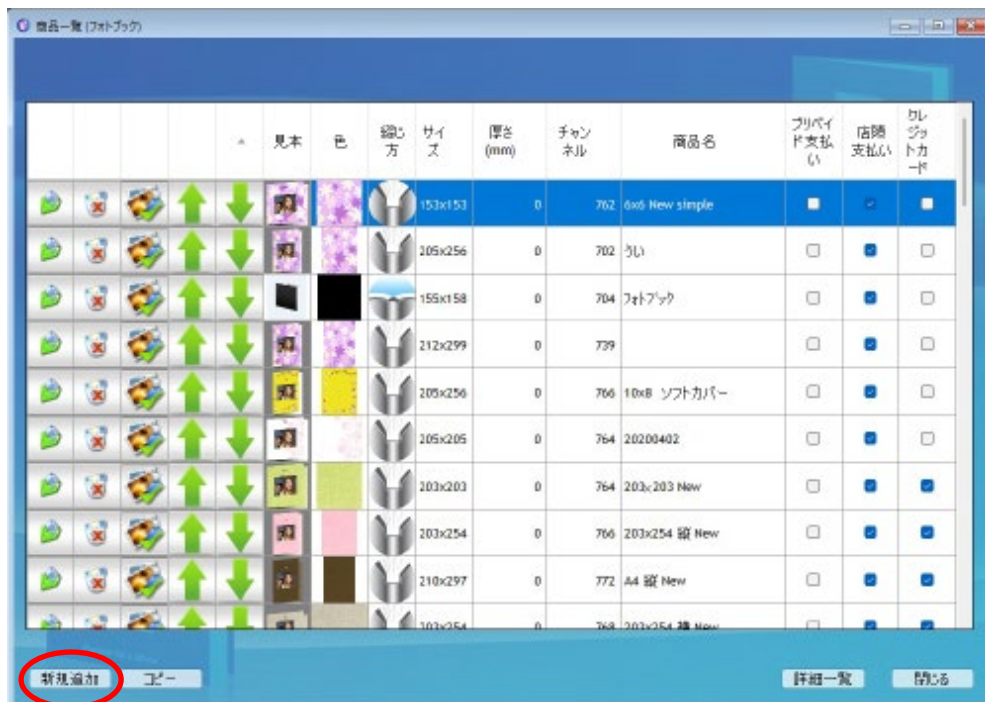 商品一覧 (フォトブック)
見本 色 綴じ方 サイズ 厚さ(mm) チャンネル 商品名 プリペイド支払い 店頭支払い クレジットカード
153x153 0 762 6x6 New simple
205x256 0 702 うい
155x158 0 704 フォトブック
212x299 0 739
205x256 0 766 10x8 ソフトカバー
205x205 0 764 20200402
203x203 0 764 203x203 New
203x254 0 766 203x254 縦 New
210x297 0 772 A4 縦 New
203x254 0 768 203x254 横 New
新規追加 コピー 詳細一覧 閉じる